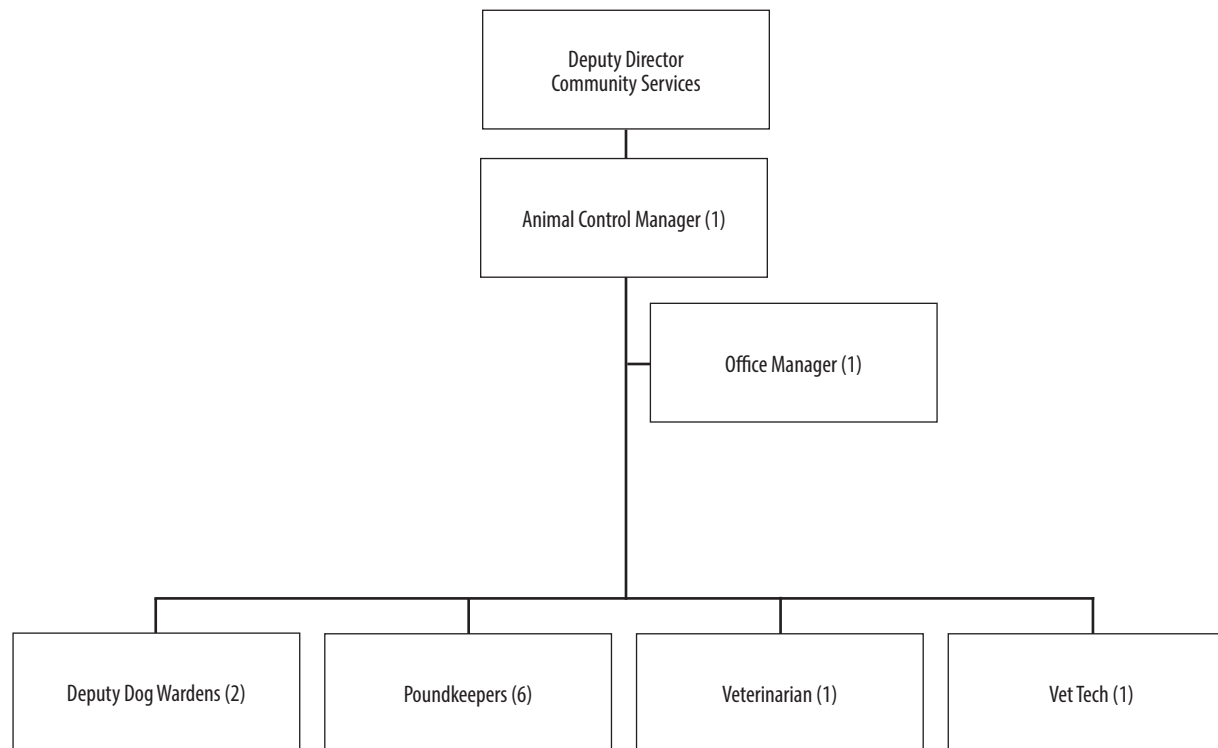 Deputy Director
Community Services
Animal Control Manager (1)
Office Manager (1)
Deputy Dog Wardens (2)
Poundkeepers (6)
Veterinarian (1)
Vet Tech (1)